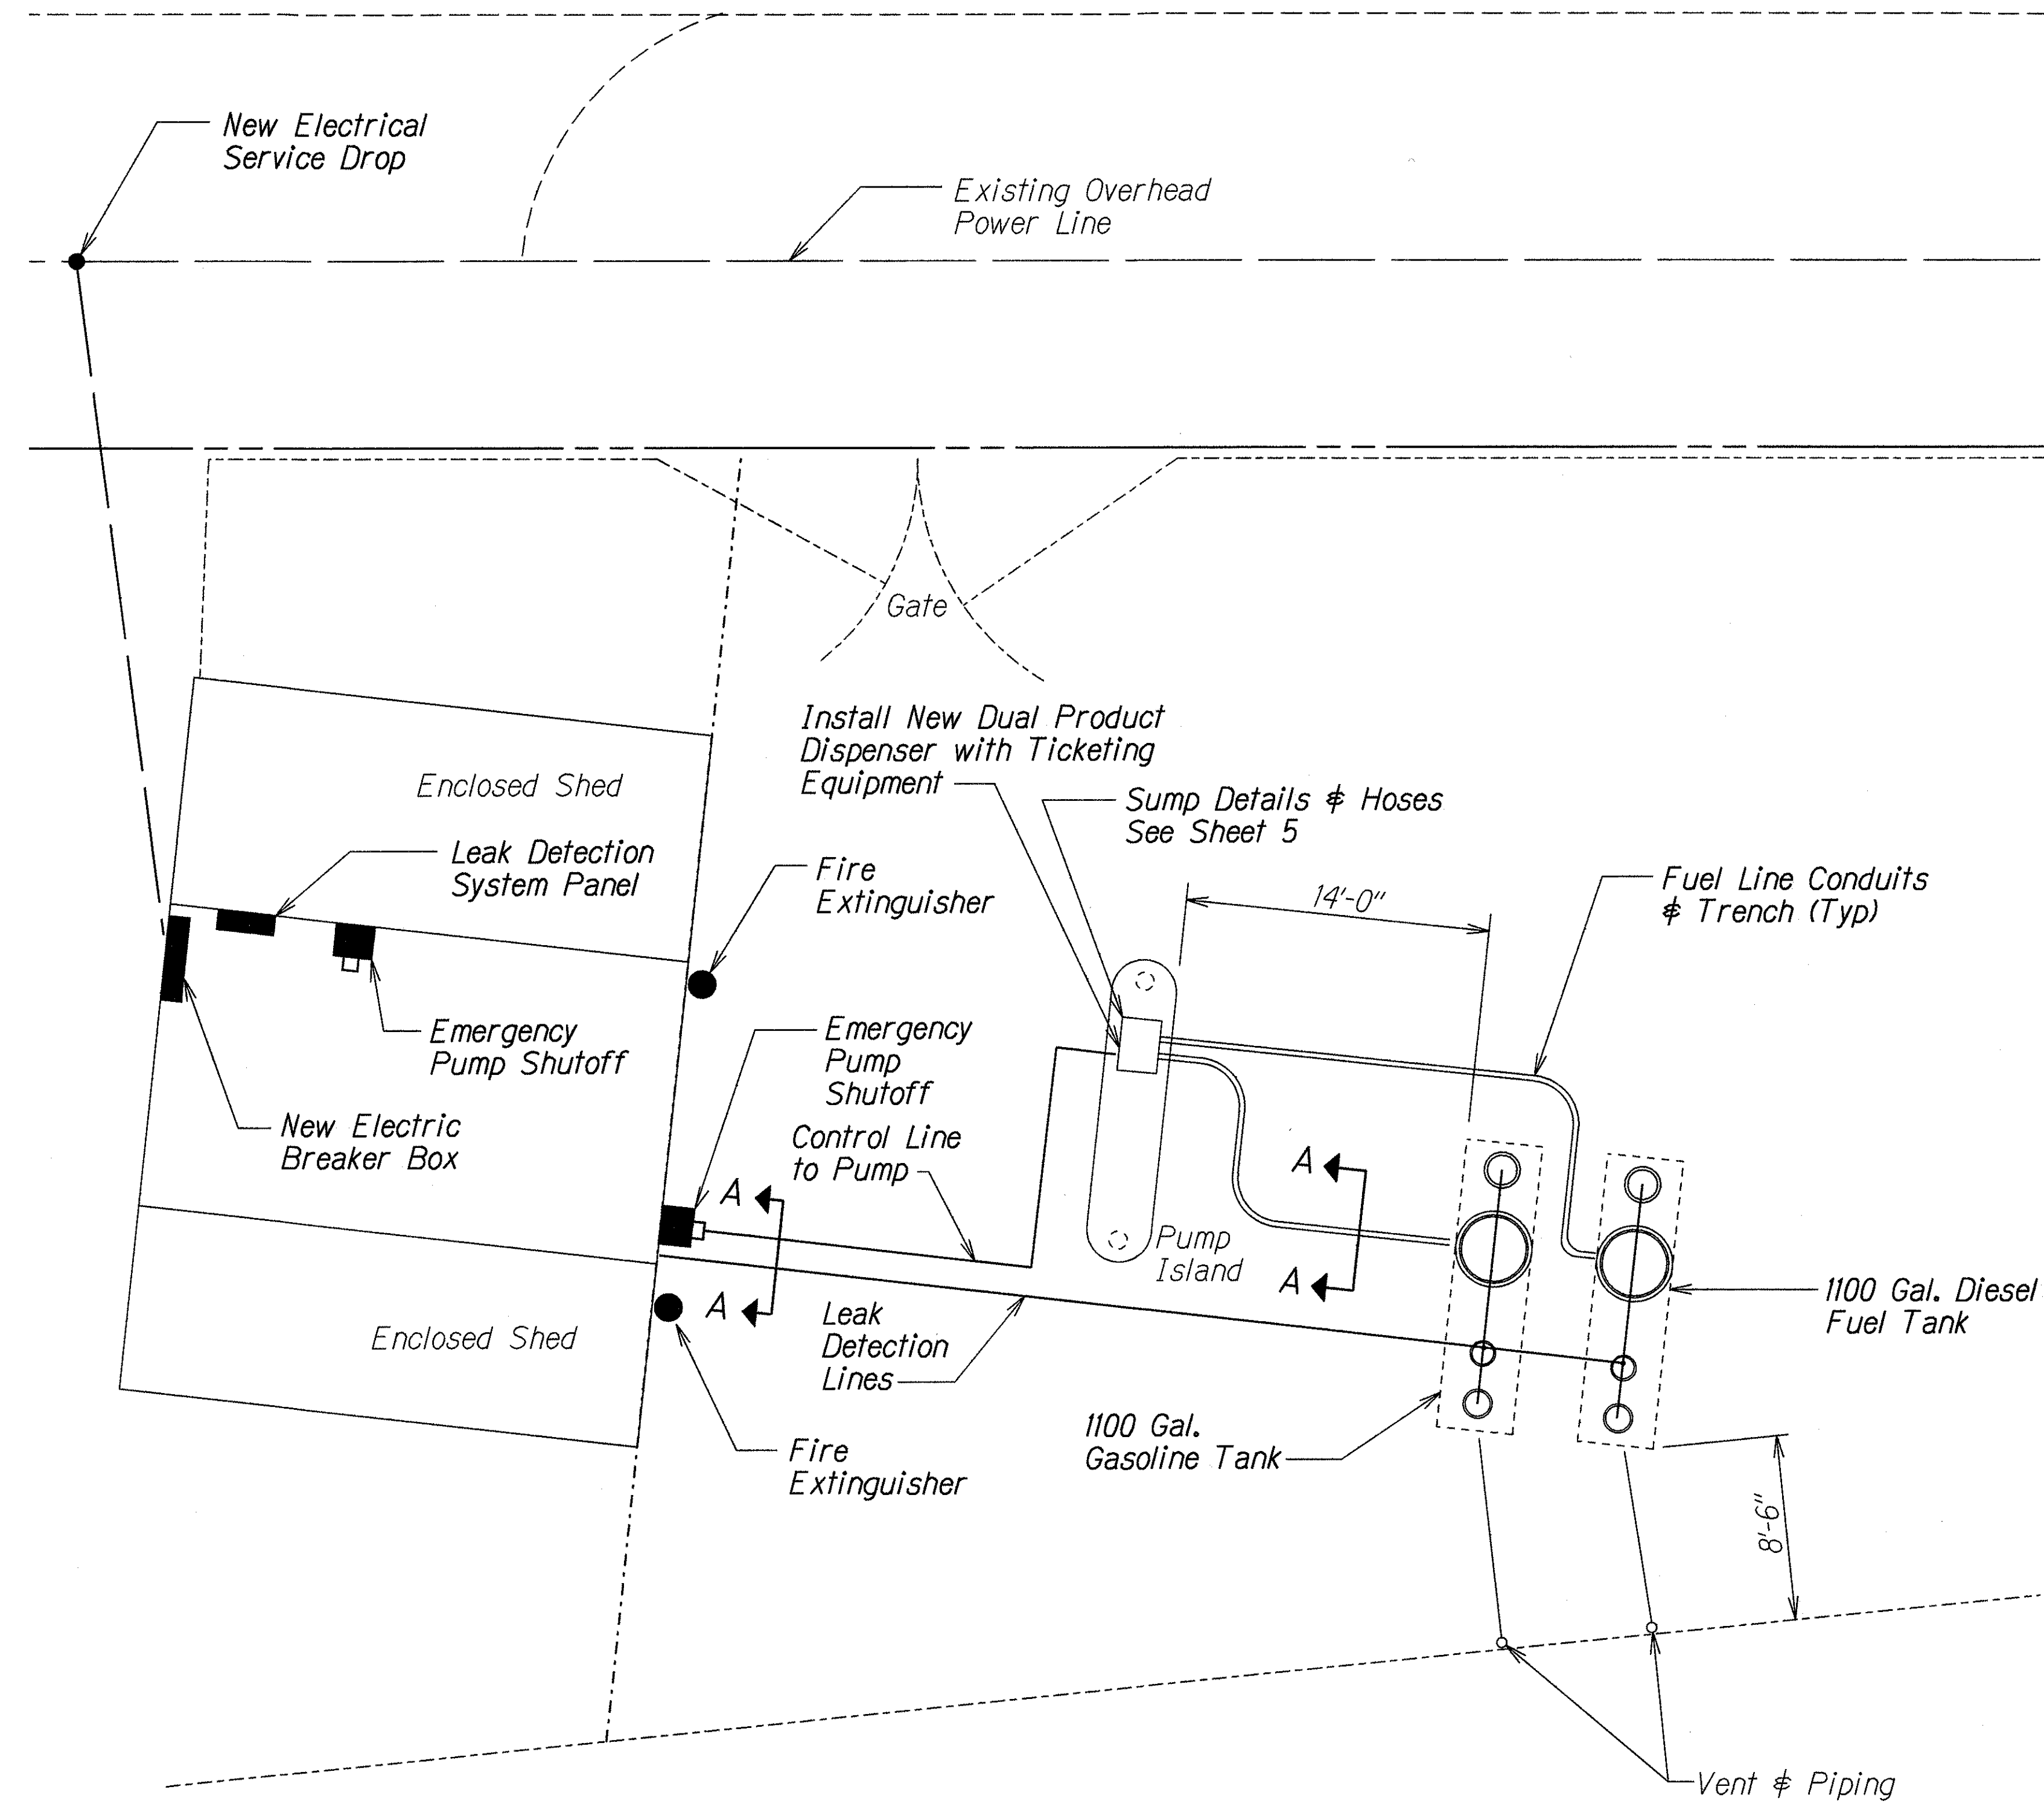 New Electrical
Service Drop
Existing Overhead
Power Line
Gate
Install New Dual Product
Dispenser with Ticketing
Equipment
Enclosed Shed
Sump Details & Hoses
See Sheet 5
Leak Detection
System Panel
Fire
Extinguisher
14'-0"
Fuel Line Conduits
& Trench (Typ)
Emergency
Pump Shutoff
Emergency
Pump
Shutoff
New Electric
Breaker Box
Control Line
to Pump
A
A
Pump
Island
A
A
1100 Gal. Diesel
Fuel Tank
Enclosed Shed
Leak
Detection
Lines
1100 Gal.
Gasoline Tank
Fire
Extinguisher
8'-6"
Vent & Piping